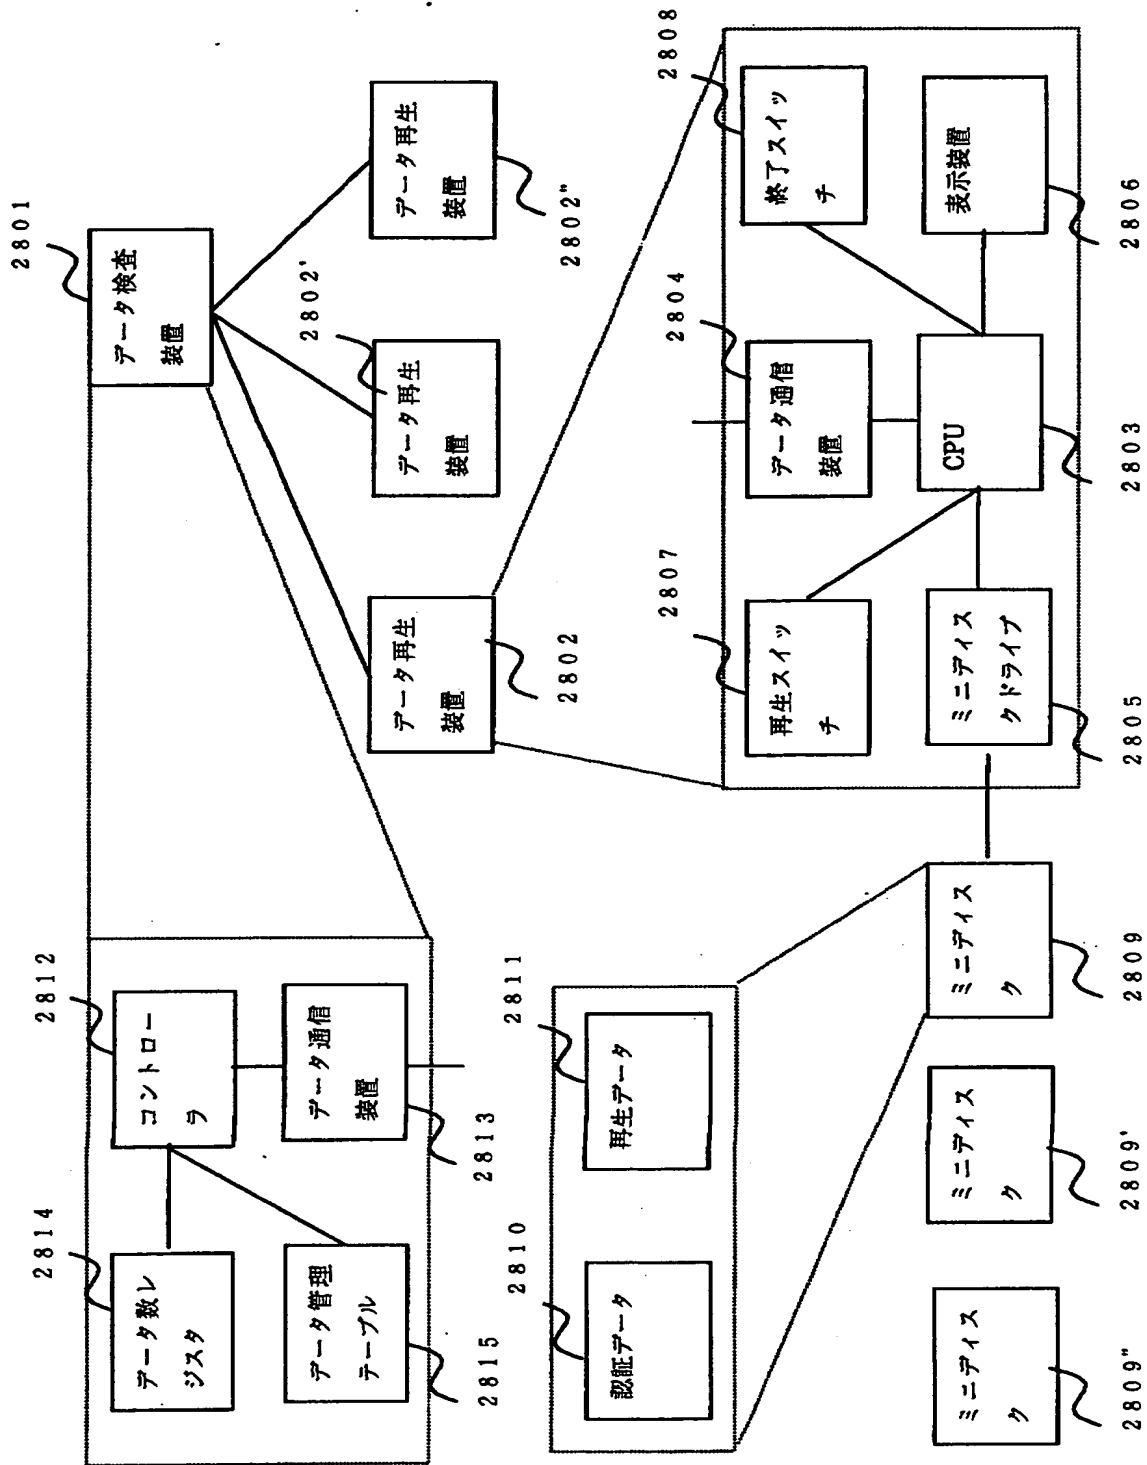 2814
データ数レ
ジスタ
2812
コントロー
ラ
2815
データ管理
テーブル
2813
データ通信
装置
2801
データ検査
装置
2802
データ再生
装置
2802'
データ再生
装置
2802"
データ再生
装置
2810
認証データ
2811
再生データ
2807
再生スイッ
チ
2804
データ通信
装置
2808
終了スイッ
チ
2805
ミニディス
クドライブ
2803
CPU
2806
表示装置
2809"
ミニディス
ク
2809'
ミニディス
ク
2809
ミニディス
ク